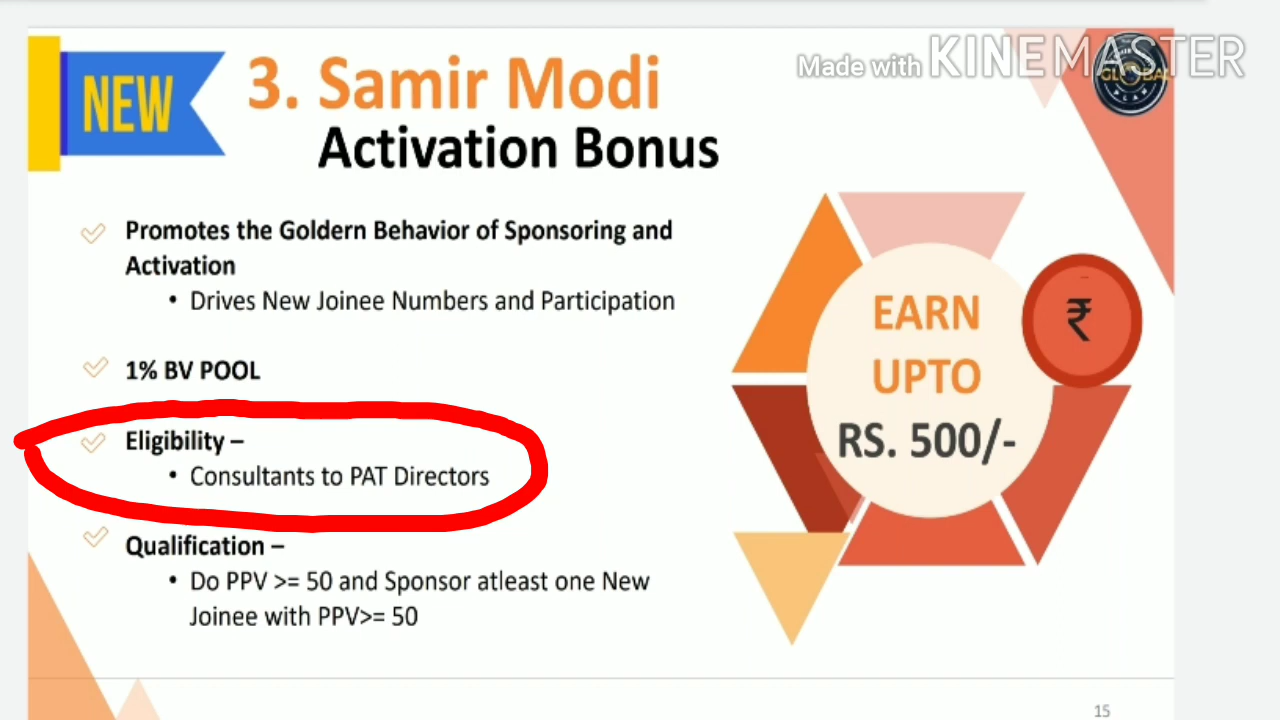 Made with KINEMASTER
NEW
3. Samir Modi
Activation Bonus
Promotes the Goldern Behavior of Sponsoring and
Activation
• Drives New Joinee Numbers and Participation
1% BV POOL
Eligibility –
• Consultants to PAT Directors
Qualification –
• Do PPV >= 50 and Sponsor atleast one New
Joinee with PPV>= 50
EARN
UPTO
RS. 500/-
₹
GLOBAL
PLAN
15